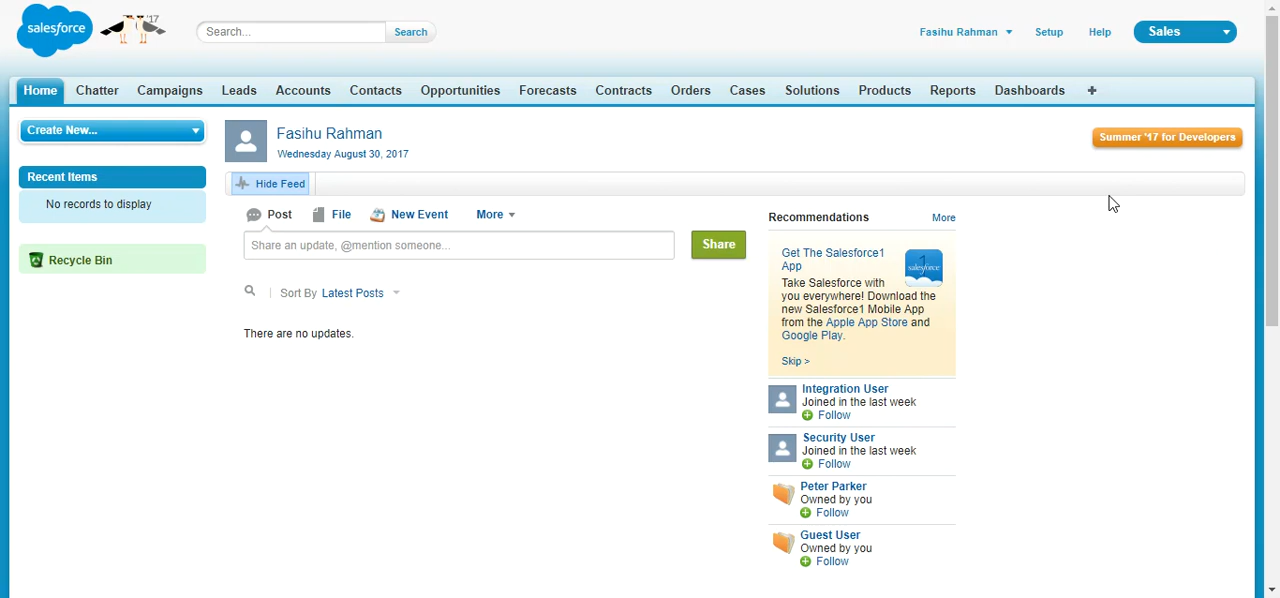 salesforce
'17
Search...
Search
Fasihu Rahman
Setup
Help
Sales
Home
Chatter
Campaigns
Leads
Accounts
Contacts
Opportunities
Forecasts
Contracts
Orders
Cases
Solutions
Products
Reports
Dashboards
Create New...
Fasihu Rahman
Wednesday August 30, 2017
Summer '17 for Developers
Recent Items
No records to display
Recycle Bin
Hide Feed
Post
File
New Event
More
Share an update, @mention someone...
Share
Sort By Latest Posts
There are no updates.
Recommendations
More
Get The Salesforce1
App
1
salesforce
Take Salesforce with
you everywhere! Download the
new Salesforce1 Mobile App
from the Apple App Store and
Google Play.
Skip >
Integration User
Joined in the last week
Follow
Security User
Joined in the last week
Follow
Peter Parker
Owned by you
Follow
Guest User
Owned by you
Follow